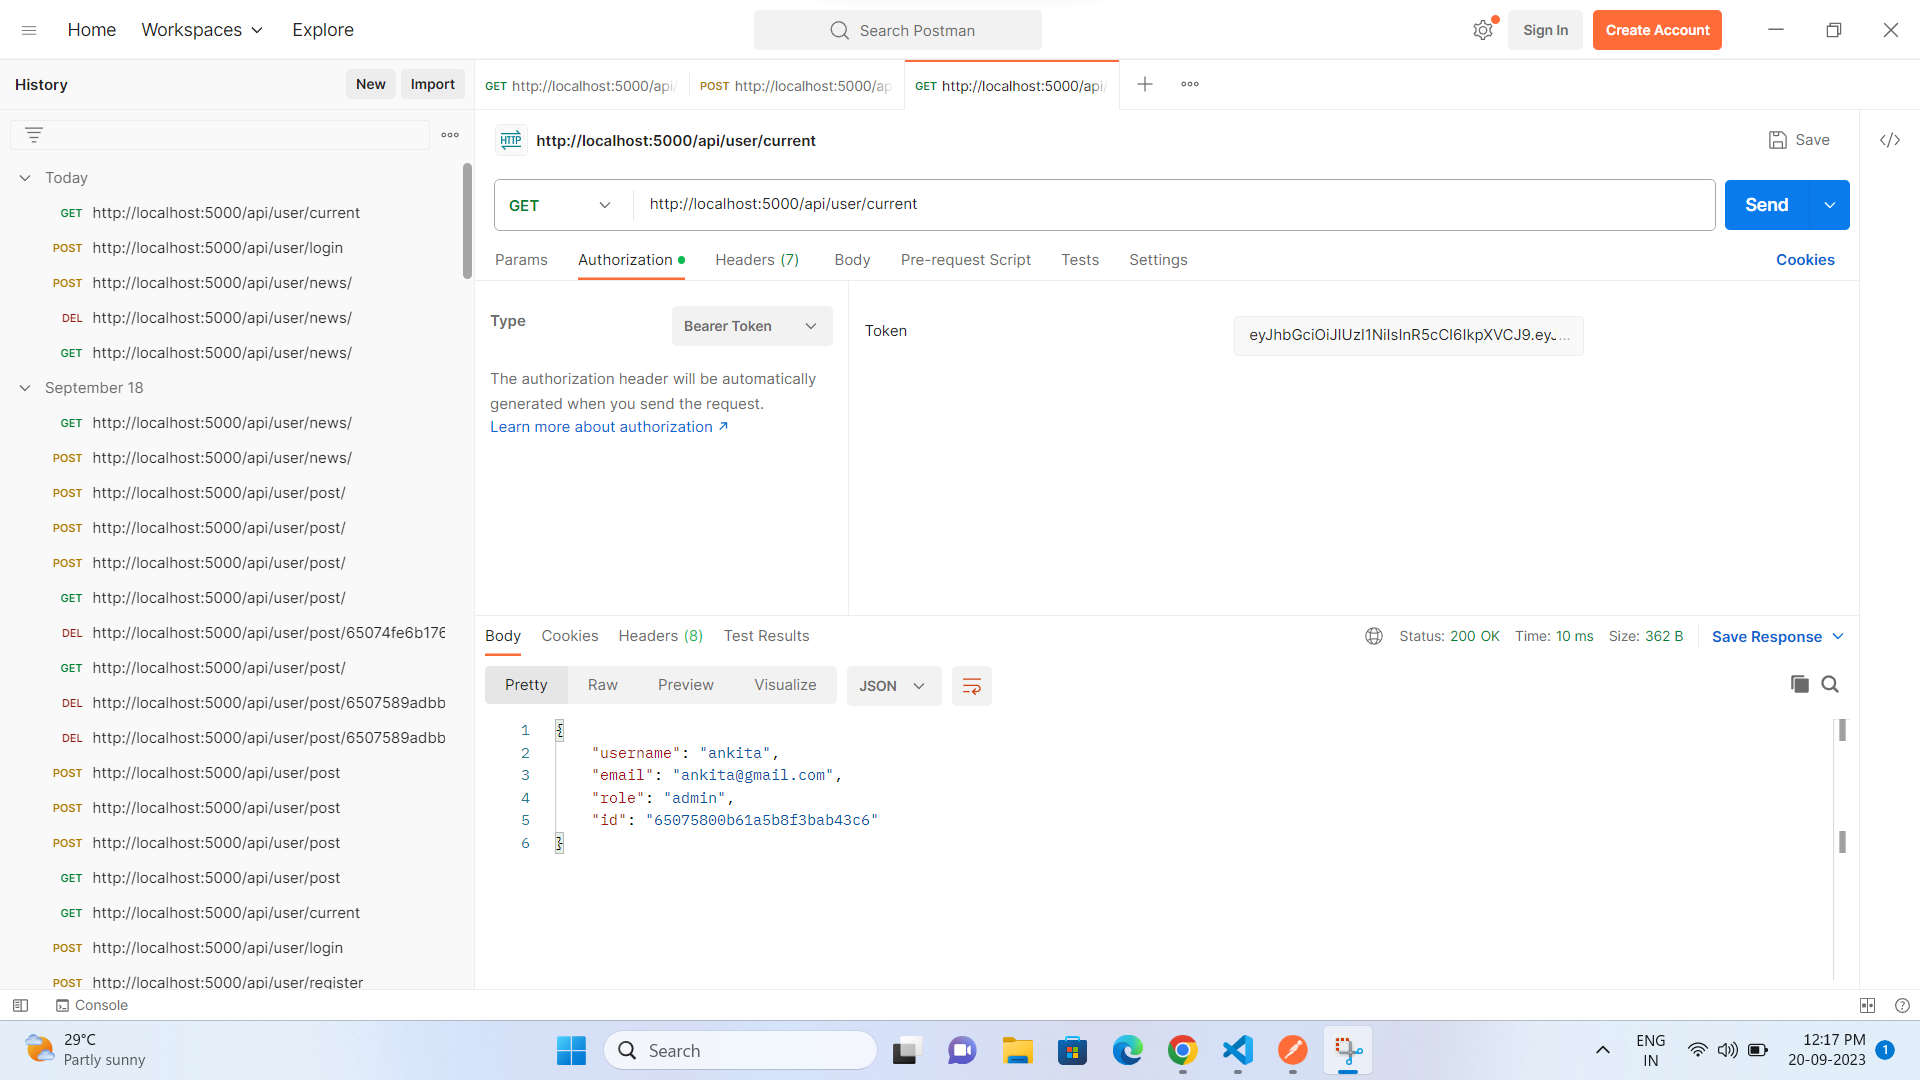 Home Workspaces Explore
Search Postman
Sign In Create Account
History New Import
GET http://localhost:5000/api/
POST http://localhost:5000/ap
GET http://localhost:5000/api/
Today
GET http://localhost:5000/api/user/current
POST http://localhost:5000/api/user/login
POST http://localhost:5000/api/user/news/
DEL http://localhost:5000/api/user/news/
GET http://localhost:5000/api/user/news/
September 18
GET http://localhost:5000/api/user/news/
POST http://localhost:5000/api/user/news/
POST http://localhost:5000/api/user/post/
POST http://localhost:5000/api/user/post/
POST http://localhost:5000/api/user/post/
GET http://localhost:5000/api/user/post/
DEL http://localhost:5000/api/user/post/65074fe6b176
GET http://localhost:5000/api/user/post/
DEL http://localhost:5000/api/user/post/6507589adbb
DEL http://localhost:5000/api/user/post/6507589adbb
POST http://localhost:5000/api/user/post
POST http://localhost:5000/api/user/post
POST http://localhost:5000/api/user/post
GET http://localhost:5000/api/user/post
GET http://localhost:5000/api/user/current
POST http://localhost:5000/api/user/login
POST http://localhost:5000/api/user/register
HTTP http://localhost:5000/api/user/current
Save
GET http://localhost:5000/api/user/current
Send
Params Authorization Headers (7) Body Pre-request Script Tests Settings
Cookies
Type Bearer Token
The authorization header will be automatically
generated when you send the request.
Learn more about authorization ↗
Token eyJhbGciOiJIUzI1NiIsInR5cCI6IkpXVCJ9.eyJ...
Body Cookies Headers (8) Test Results
Status: 200 OK Time: 10 ms Size: 362 B Save Response
Pretty Raw Preview Visualize JSON
1 {
2 "username": "ankita",
3 "email": "ankita@gmail.com",
4 "role": "admin",
5 "id": "65075800b61a5b8f3bab43c6"
6 }
Console
29°C
Partly sunny
Search
ENG
IN
12:17 PM
20-09-2023
1